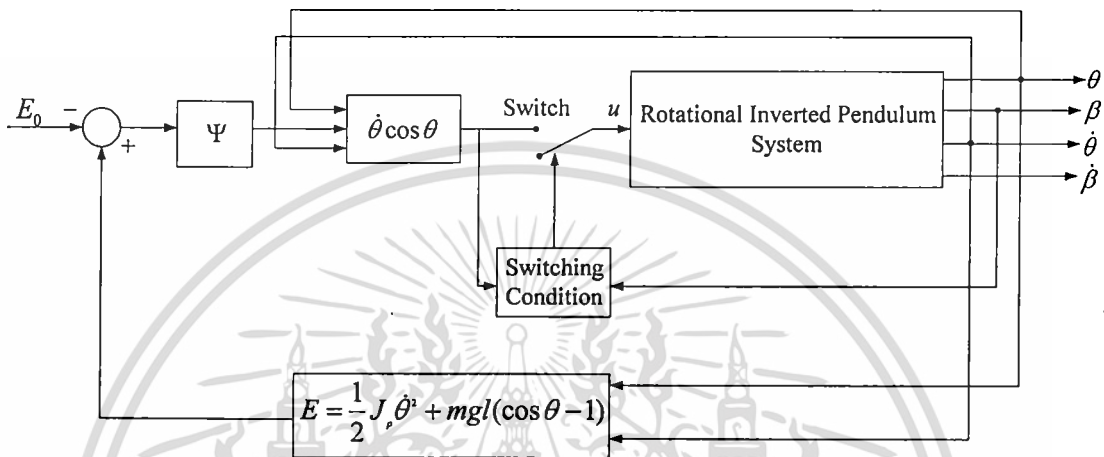 E₀
−
+
Ψ
θ̇ cos θ
Switch
u
Rotational Inverted Pendulum
System
θ
β
θ̇
β̇
Switching
Condition
E = 1/2 Jₚ θ̇² + mgl(cos θ − 1)